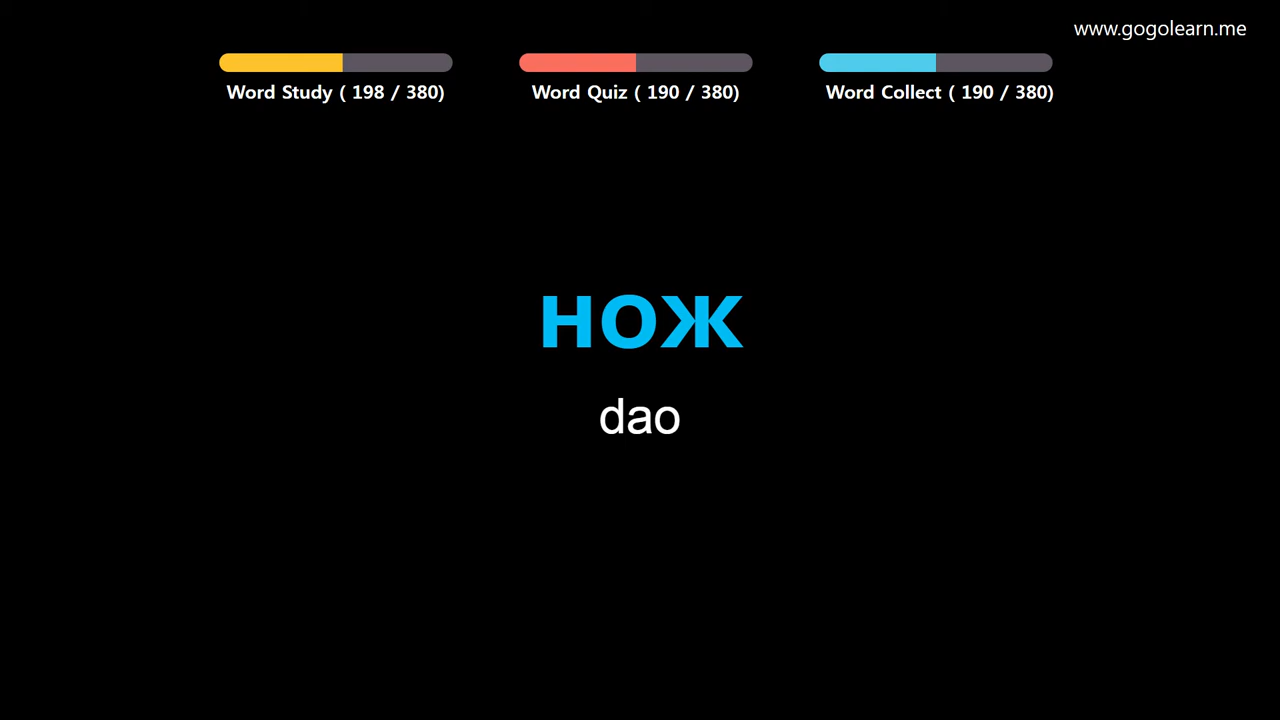 www.gogolearn.me
Word Study ( 198 / 380)
Word Quiz ( 190 / 380)
Word Collect ( 190 / 380)
нож
dao